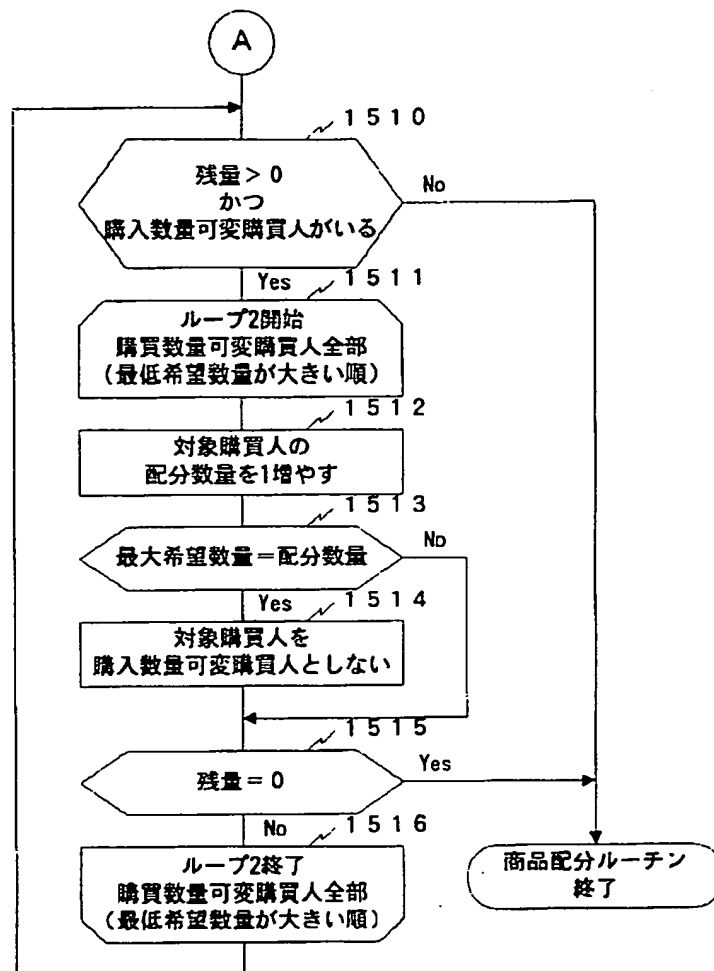 A
1510
残量>0
かつ
購入数量可変購買人がいる
No
Yes
1511
ループ2開始
購買数量可変購買人全部
(最低希望数量が大きい順)
1512
対象購買人の
配分数量を1増やす
1513
最大希望数量=配分数量
No
Yes
1514
対象購買人を
購入数量可変購買人としない
1515
残量=0
Yes
No
1516
ループ2終了
購買数量可変購買人全部
(最低希望数量が大きい順)
商品配分ルーチン
終了